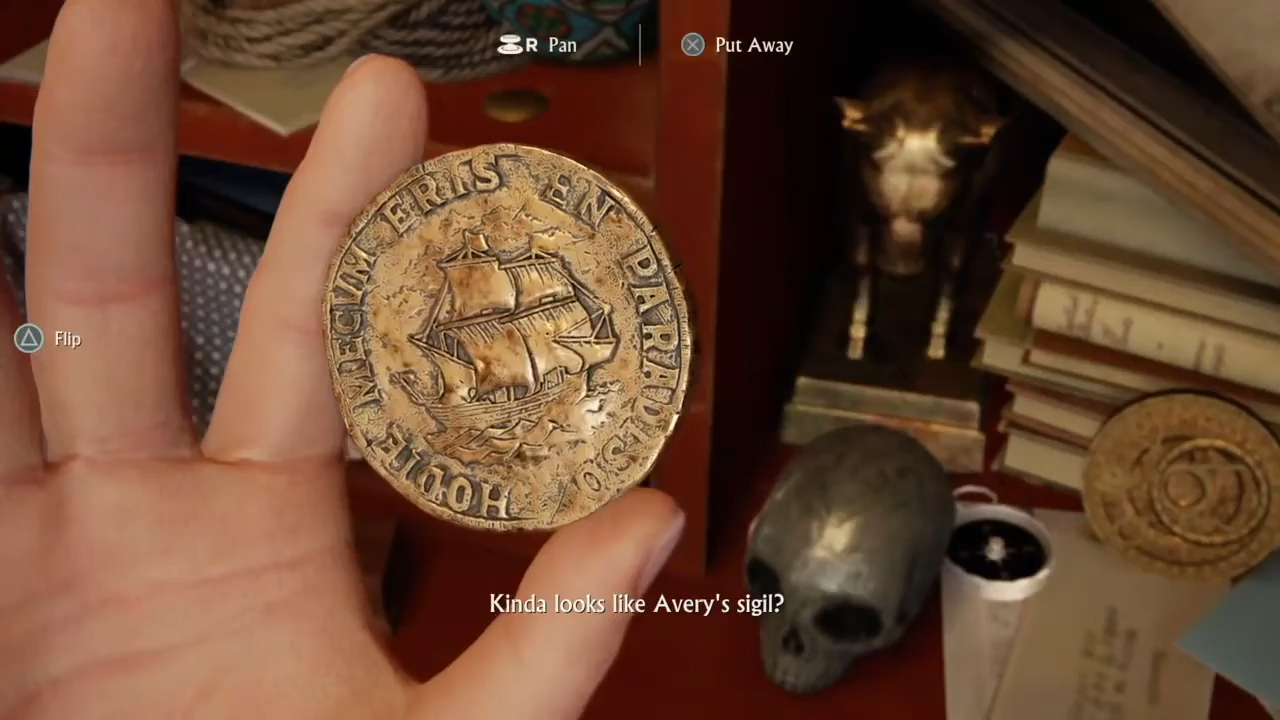 R Pan
Put Away
HODIE MECVM ERIS EN PARADISO
Flip
Kinda looks like Avery's sigil?